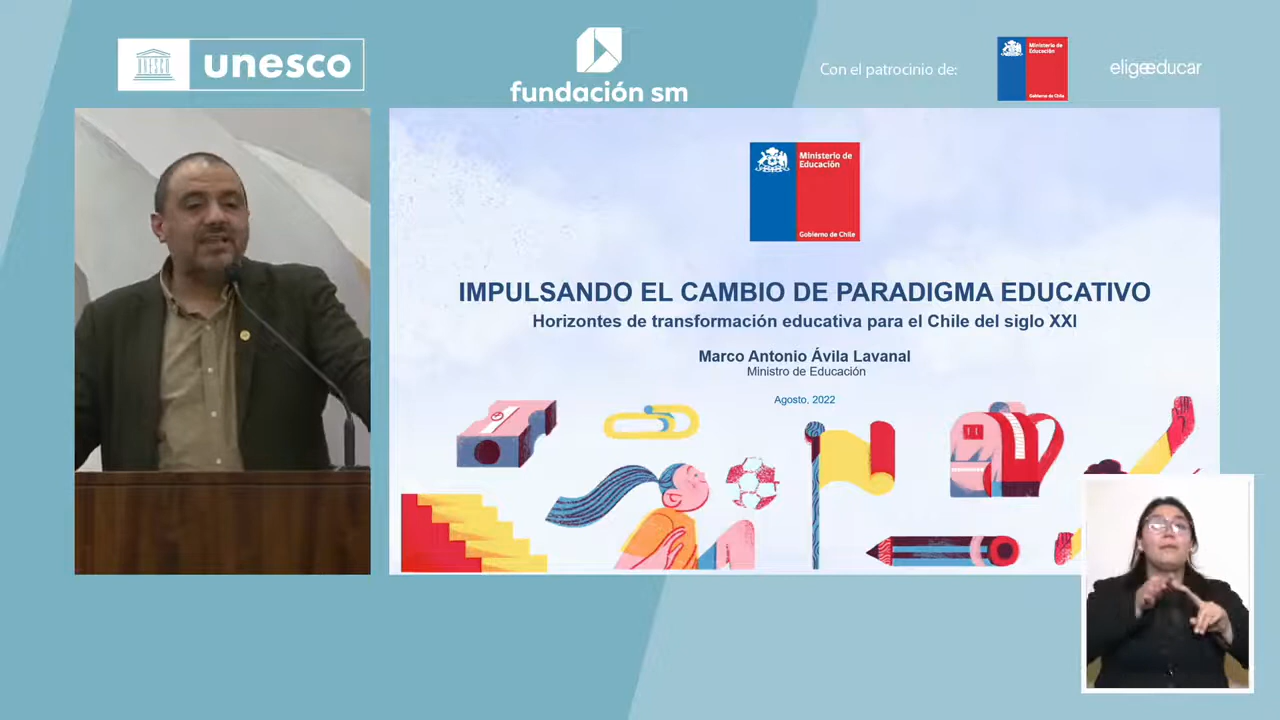 unesco
fundación sm
Con el patrocinio de:
Ministerio de
Educación
Gobierno de Chile
eligeeducar
Ministerio de
Educación
Gobierno de Chile
IMPULSANDO EL CAMBIO DE PARADIGMA EDUCATIVO
Horizontes de transformación educativa para el Chile del siglo XXI
Marco Antonio Ávila Lavanal
Ministro de Educación
Agosto, 2022